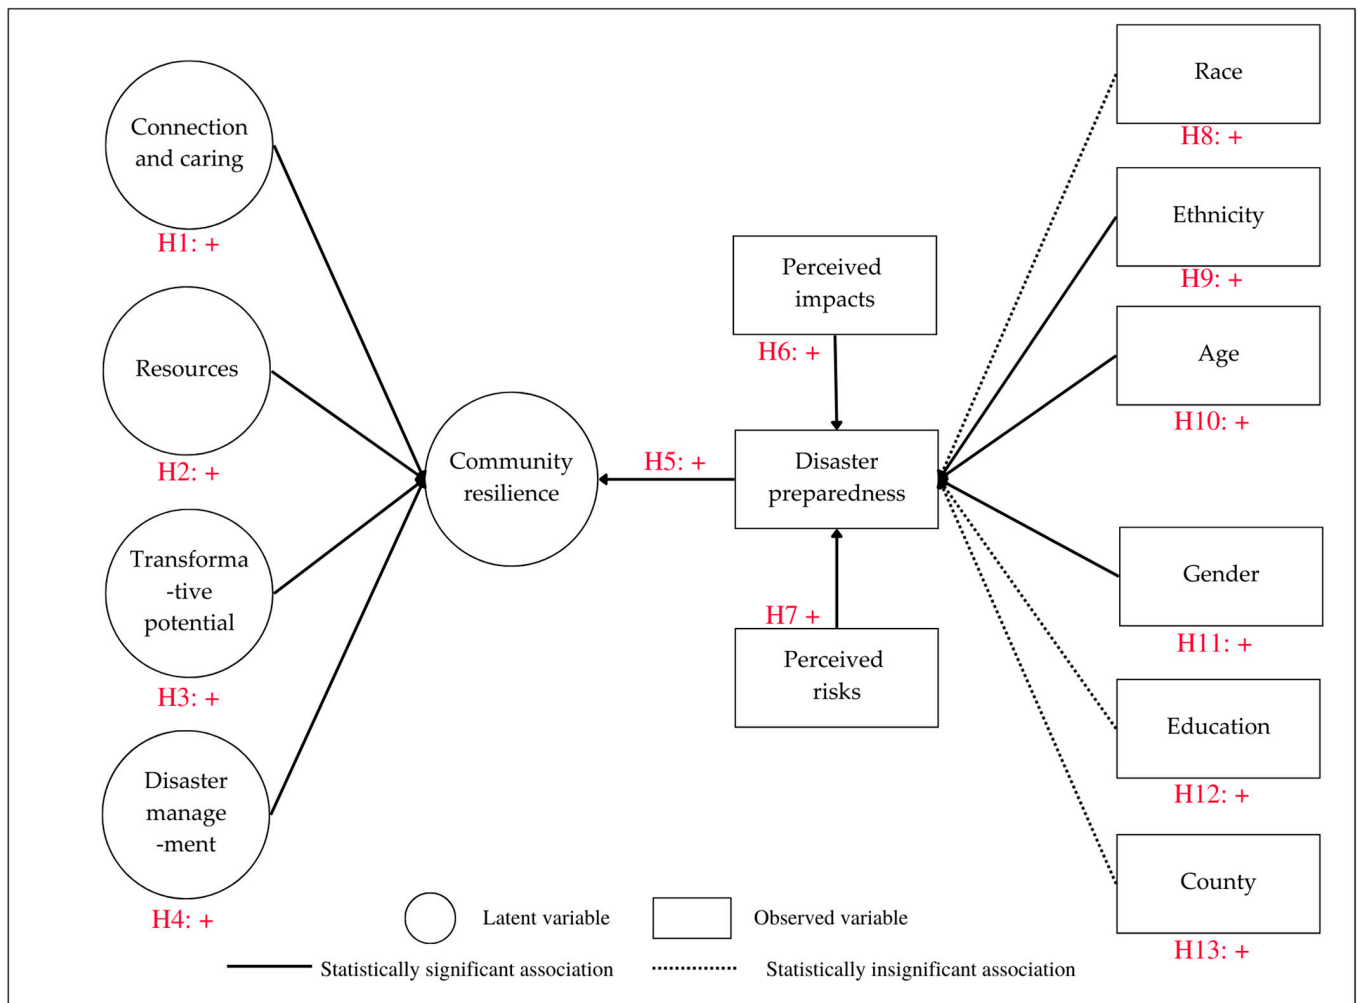 Connection
and caring
H1: +
Resources
H2: +
Transforma
-tive
potential
H3: +
Disaster
manage
-ment
H4: +
Community
resilience
H5: +
Perceived
impacts
H6: +
Disaster
preparedness
H7 +
Perceived
risks
Race
H8: +
Ethnicity
H9: +
Age
H10: +
Gender
H11: +
Education
H12: +
County
H13: +
Latent variable
Observed variable
Statistically significant association
Statistically insignificant association